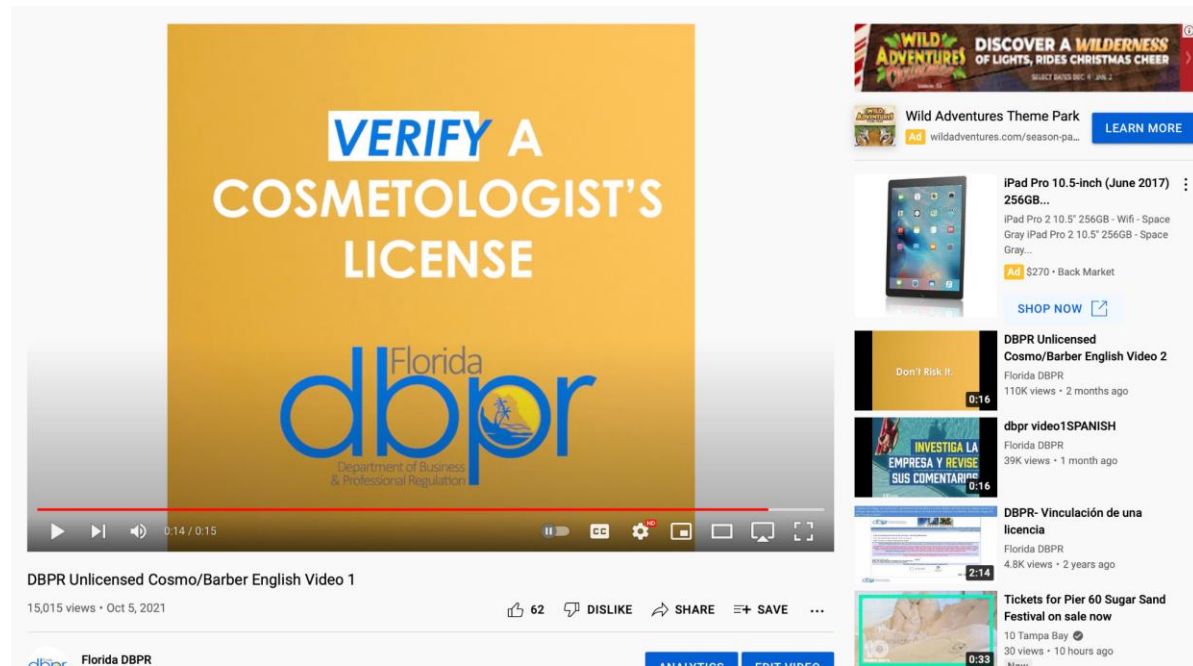 VERIFY A
COSMETOLOGIST'S
LICENSE
Florida
dbpr
Department of Business
& Professional Regulation
0:14 / 0:15
CC
HD
DBPR Unlicensed Cosmo/Barber English Video 1
15,015 views • Oct 5, 2021
62 DISLIKE SHARE SAVE ...
dbpr
Florida DBPR
ANALYTICS EDIT VIDEO
WILD ADVENTURES
DISCOVER A WILDERNESS
OF LIGHTS, RIDES CHRISTMAS CHEER
Wild Adventures Theme Park
Ad wildadventures.com/season-pa...
LEARN MORE
iPad Pro 10.5-inch (June 2017)
256GB...
iPad Pro 2 10.5" 256GB - Wifi - Space
Gray iPad Pro 2 10.5" 256GB - Space
Gray...
Ad $270 • Back Market
SHOP NOW
Don't Risk It.
0:16
DBPR Unlicensed
Cosmo/Barber English Video 2
Florida DBPR
110K views • 2 months ago
INVESTIGA LA
EMPRESA Y REVISE
SUS COMENTARIOS
0:16
dbpr video1SPANISH
Florida DBPR
39K views • 1 month ago
2:14
DBPR- Vinculación de una
licencia
Florida DBPR
4.8K views • 2 years ago
0:33
Tickets for Pier 60 Sugar Sand
Festival on sale now
10 Tampa Bay
30 views • 10 hours ago
New